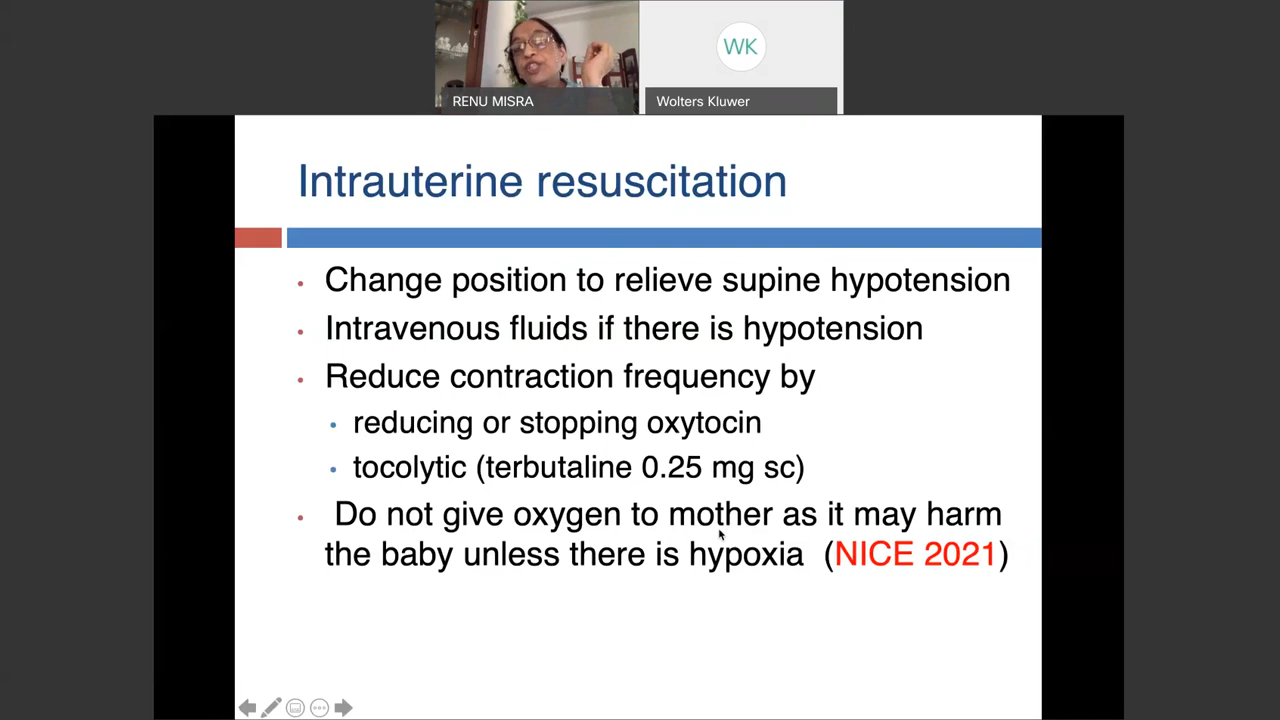 WK
RENU MISRA
Wolters Kluwer
Intrauterine resuscitation
• Change position to relieve supine hypotension
• Intravenous fluids if there is hypotension
• Reduce contraction frequency by
• reducing or stopping oxytocin
• tocolytic (terbutaline 0.25 mg sc)
• Do not give oxygen to mother as it may harm
the baby unless there is hypoxia (NICE 2021)